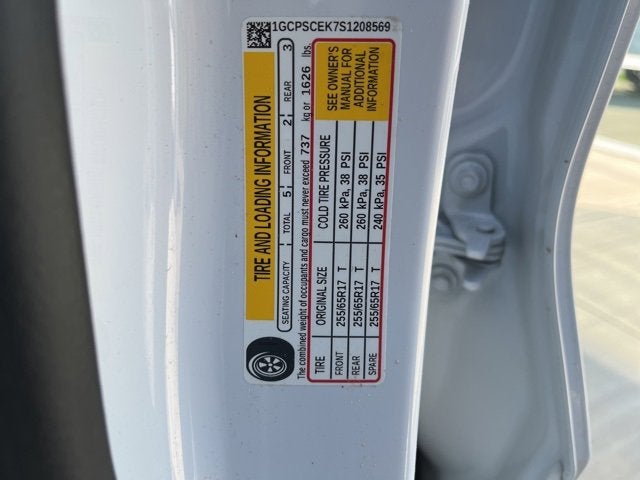 1GCPSCEK7S1208569
TIRE AND LOADING INFORMATION
SEATING CAPACITY TOTAL 5 FRONT 2 REAR 3
The combined weight of occupants and cargo must never exceed 737 kg or 1626 lbs.
TIRE ORIGINAL SIZE COLD TIRE PRESSURE
FRONT 255/65R17 T 260 kPa, 38 PSI
REAR 255/65R17 T 260 kPa, 38 PSI
SPARE 255/65R17 T 240 kPa, 35 PSI
SEE OWNER'S
MANUAL FOR
ADDITIONAL
INFORMATION